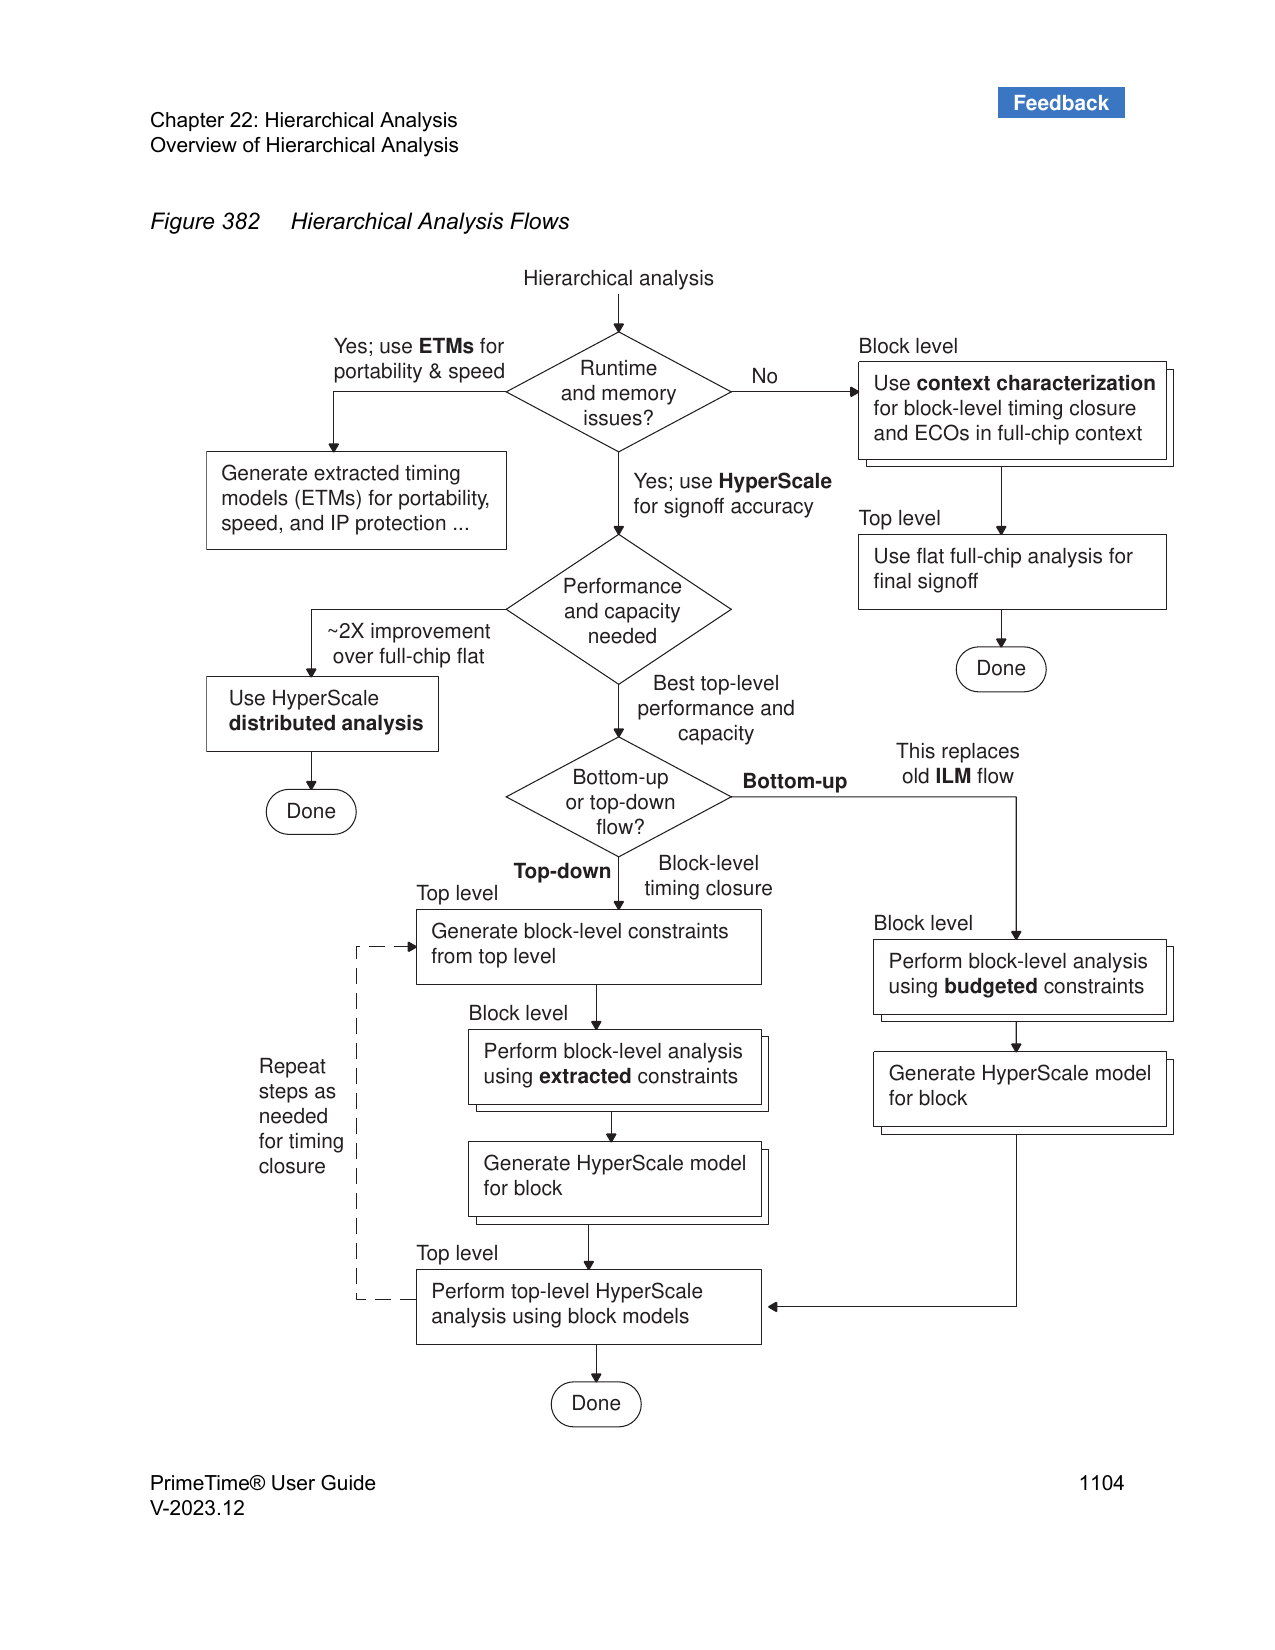 Feedback
Chapter 22: Hierarchical Analysis
Overview of Hierarchical Analysis
Figure 382 Hierarchical Analysis Flows
Hierarchical analysis
Runtime
and memory
issues?
Yes; use ETMs for
portability & speed
Generate extracted timing
models (ETMs) for portability,
speed, and IP protection ...
No
Block level
Use context characterization
for block-level timing closure
and ECOs in full-chip context
Top level
Use flat full-chip analysis for
final signoff
Done
Yes; use HyperScale
for signoff accuracy
Performance
and capacity
needed
~2X improvement
over full-chip flat
Use HyperScale
distributed analysis
Done
Best top-level
performance and
capacity
Bottom-up
or top-down
flow?
Bottom-up
This replaces
old ILM flow
Top-down
Block-level
timing closure
Top level
Generate block-level constraints
from top level
Block level
Perform block-level analysis
using extracted constraints
Generate HyperScale model
for block
Top level
Perform top-level HyperScale
analysis using block models
Repeat
steps as
needed
for timing
closure
Block level
Perform block-level analysis
using budgeted constraints
Generate HyperScale model
for block
Done
PrimeTime® User Guide
V-2023.12
1104